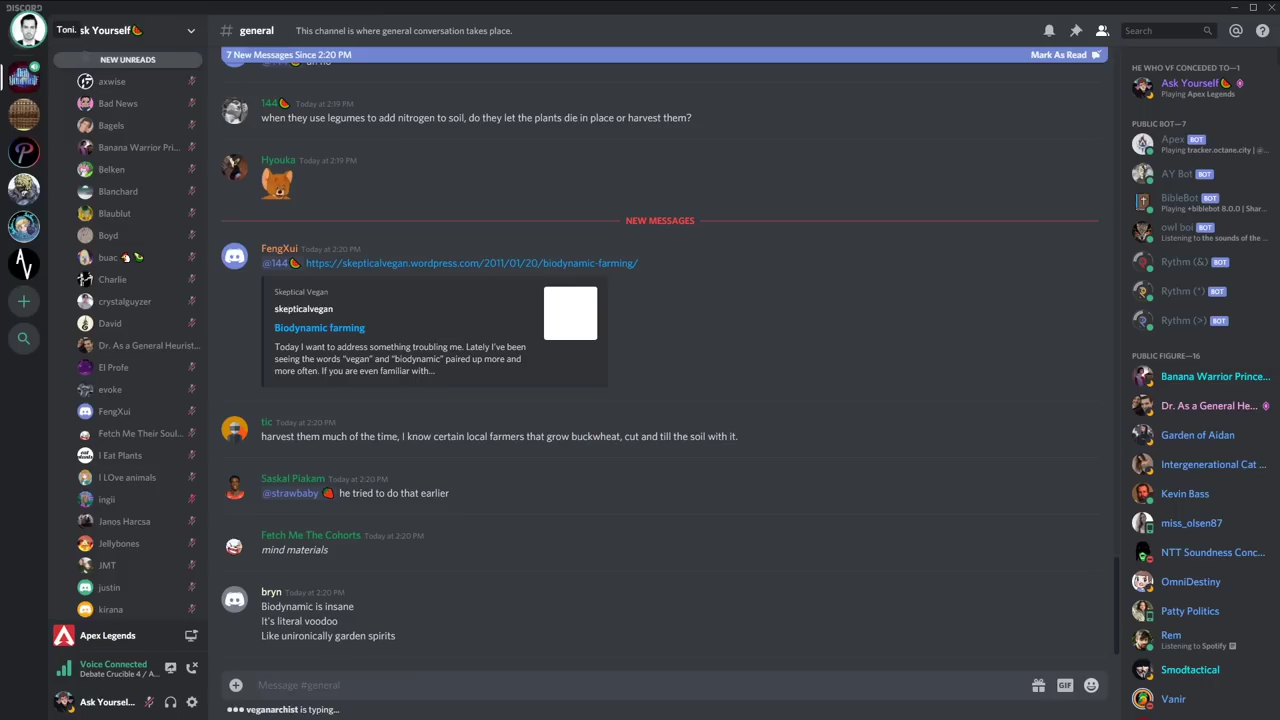 DISCORD
Toni.
sk Yourself🍉
NEW UNREADS
axwise
Bad News
Bagels
Banana Warrior Pri...
Belken
Blanchard
Blaublut
Boyd
buac
Charlie
crystalguyzer
David
Dr. As a General Heurist...
El Profe
evoke
FengXui
Fetch Me Their Soul...
I Eat Plants
I LOve animals
ingii
Janos Harcsa
Jellybones
JMT
justin
kirana
Apex Legends
Voice Connected
Debate Crucible 4 / A...
Ask Yoursel...
# general
This channel is where general conversation takes place.
Search
7 New Messages Since 2:20 PM
Mark As Read
144🍉 Today at 2:19 PM
when they use legumes to add nitrogen to soil, do they let the plants die in place or harvest them?
Hyouka Today at 2:19 PM
NEW MESSAGES
FengXui Today at 2:20 PM
@144🍉 https://skepticalvegan.wordpress.com/2011/01/20/biodynamic-farming/
Skeptical Vegan
skepticalvegan
Biodynamic farming
Today I want to address something troubling me. Lately I've been
seeing the words “vegan” and “biodynamic” paired up more and
more often. If you are even familiar with...
tic Today at 2:20 PM
harvest them much of the time, I know certain local farmers that grow buckwheat, cut and till the soil with it.
Saskal Piakam Today at 2:20 PM
@strawbaby 🍓 he tried to do that earlier
Fetch Me The Cohorts Today at 2:20 PM
mind materials
bryn Today at 2:20 PM
Biodynamic is insane
It's literal voodoo
Like unironically garden spirits
Message #general
GIF
veganarchist is typing...
HE WHO VF CONCEDED TO—1
Ask Yourself🍉
Playing Apex Legends
PUBLIC BOT—7
Apex BOT
Playing tracker.octane.city | @...
AY Bot BOT
BibleBot BOT
Playing +biblebot 8.0.0 | Shar...
owl boi BOT
Listening to the sounds of the ...
Rythm (&) BOT
Rythm (*) BOT
Rythm (>) BOT
PUBLIC FIGURE—16
Banana Warrior Prince...
Dr. As a General He...
Garden of Aidan
Intergenerational Cat ...
Kevin Bass
miss_olsen87
NTT Soundness Conc...
OmniDestiny
Patty Politics
Rem
Listening to Spotify
Smodtactical
Vanir